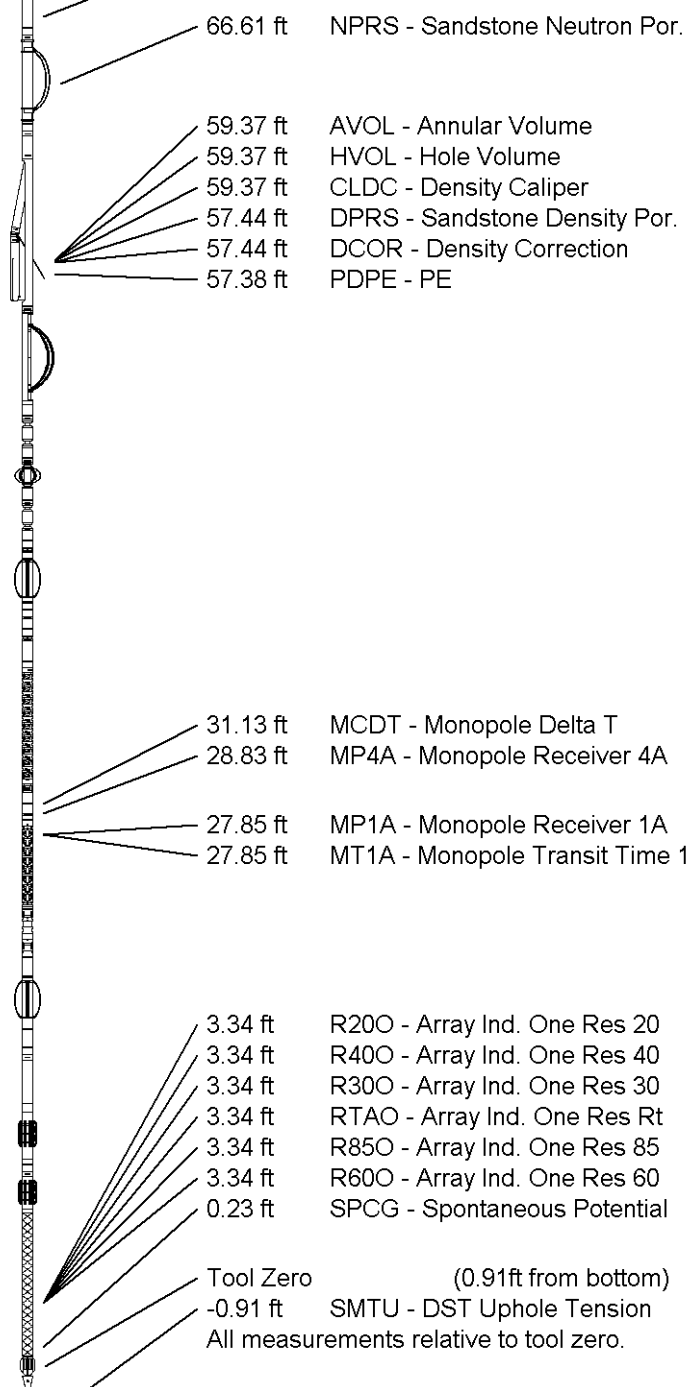 66.61 ft NPRS - Sandstone Neutron Por.
59.37 ft AVOL - Annular Volume
59.37 ft HVOL - Hole Volume
59.37 ft CLDC - Density Caliper
57.44 ft DPRS - Sandstone Density Por.
57.44 ft DCOR - Density Correction
57.38 ft PDPE - PE
31.13 ft MCDT - Monopole Delta T
28.83 ft MP4A - Monopole Receiver 4A
27.85 ft MP1A - Monopole Receiver 1A
27.85 ft MT1A - Monopole Transit Time 1
3.34 ft R20O - Array Ind. One Res 20
3.34 ft R40O - Array Ind. One Res 40
3.34 ft R30O - Array Ind. One Res 30
3.34 ft RTAO - Array Ind. One Res Rt
3.34 ft R85O - Array Ind. One Res 85
3.34 ft R60O - Array Ind. One Res 60
0.23 ft SPCG - Spontaneous Potential
Tool Zero (0.91ft from bottom)
-0.91 ft SMTU - DST Uphole Tension
All measurements relative to tool zero.